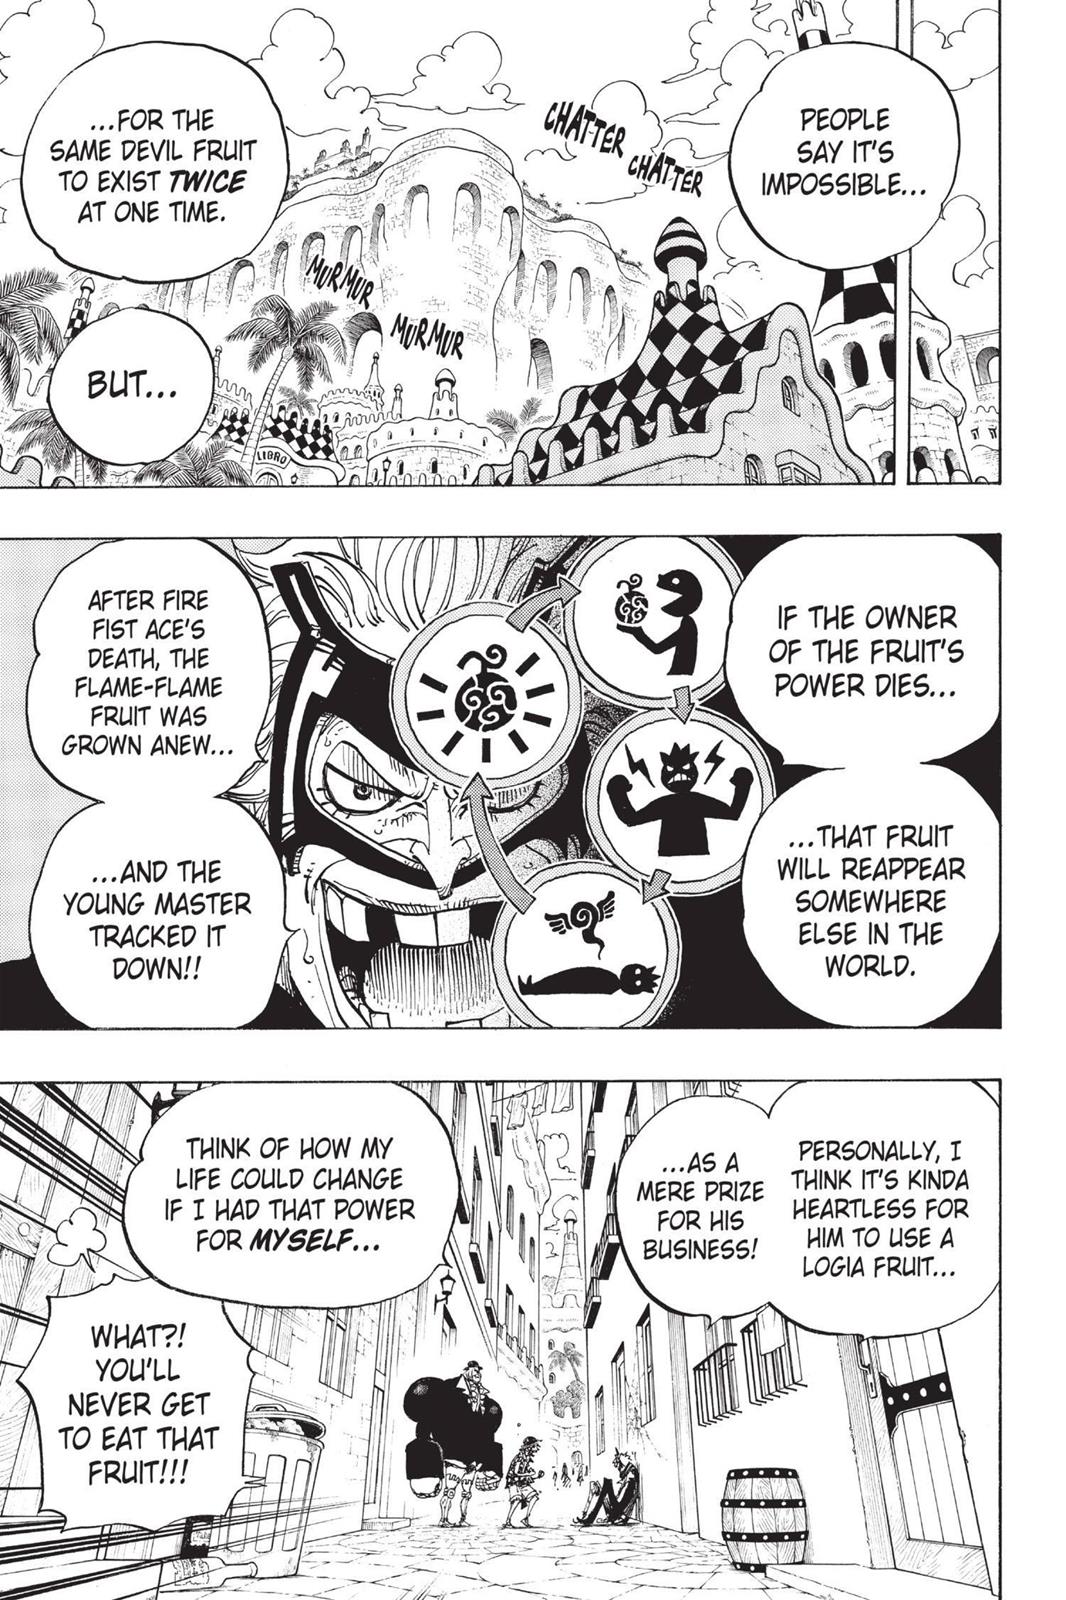 PEOPLE
SAY IT'S
IMPOSSIBLE...
CHATTER
CHATTER
...FOR THE
SAME DEVIL FRUIT
TO EXIST TWICE
AT ONE TIME.
MURMUR
MURMUR
BUT...
LIBRO
IF THE OWNER
OF THE FRUIT'S
POWER DIES...
...THAT FRUIT
WILL REAPPEAR
SOMEWHERE
ELSE IN THE
WORLD.
AFTER FIRE
FIST ACE'S
DEATH, THE
FLAME-FLAME
FRUIT WAS
GROWN ANEW...
...AND THE
YOUNG MASTER
TRACKED IT
DOWN!!
PERSONALLY, I
THINK IT'S KINDA
HEARTLESS FOR
HIM TO USE A
LOGIA FRUIT...
...AS A
MERE PRIZE
FOR HIS
BUSINESS!
THINK OF HOW MY
LIFE COULD CHANGE
IF I HAD THAT POWER
FOR MYSELF...
WHAT?!
YOU'LL
NEVER GET
TO EAT THAT
FRUIT!!!